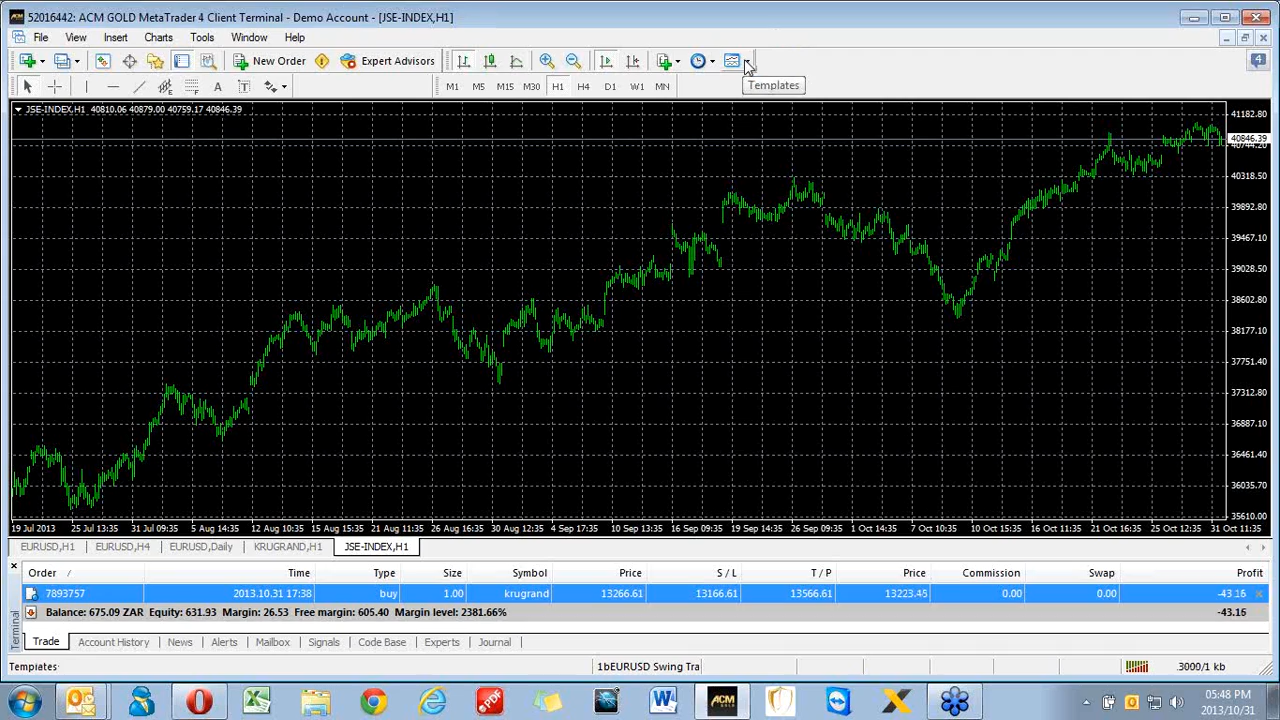 52016442: ACM GOLD MetaTrader 4 Client Terminal - Demo Account - [JSE-INDEX,H1]
File View Insert Charts Tools Window Help
New Order Expert Advisors 4
A T M1 M5 M15 M30 H1 H4 D1 W1 MN Templates
JSE-INDEX,H1 40810.06 40879.00 40759.17 40846.39
41182.80
40846.39
40744.20
40318.50
39892.80
39467.10
39028.50
38602.80
38177.10
37751.40
37312.80
36887.10
36461.40
36035.70
35610.00
19 Jul 2013 25 Jul 13:35 31 Jul 09:35 5 Aug 14:35 12 Aug 10:35 15 Aug 15:35 21 Aug 11:35 26 Aug 16:35 30 Aug 12:35 4 Sep 17:35 10 Sep 13:35 16 Sep 09:35 19 Sep 14:35 26 Sep 09:35 1 Oct 14:35 7 Oct 10:35 10 Oct 15:35 16 Oct 11:35 21 Oct 16:35 25 Oct 12:35 31 Oct 11:35
EURUSD,H1 EURUSD,H4 EURUSD,Daily KRUGRAND,H1 JSE-INDEX,H1
Order / Time Type Size Symbol Price S / L T / P Price Commission Swap Profit
7893757 2013.10.31 17:38 buy 1.00 krugrand 13266.61 13166.61 13566.61 13223.45 0.00 0.00 -43.16
Balance: 675.09 ZAR Equity: 631.93 Margin: 26.53 Free margin: 605.40 Margin level: 2381.66% -43.16
Terminal
Trade Account History News Alerts Mailbox Signals Code Base Experts Journal
Templates 1bEURUSD Swing Tra 3000/1 kb
PDF ACM GOLD
05:48 PM
2013/10/31